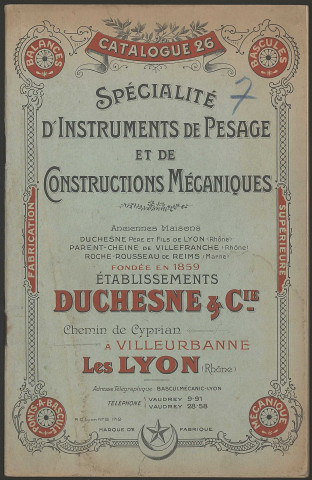 CATALOGUE 26
BALANCES
BASCULES
7
SPÉCIALITÉ
D'INSTRUMENTS DE PESAGE
ET DE
CONSTRUCTIONS MÉCANIQUES
FABRICATION
SUPÉRIEURE
Anciennes Maisons
DUCHESNE PÈRE ET FILS DE LYON (Rhône)
PARENT-CHEINE DE VILLEFRANCHE (Rhône)
ROCHE-ROUSSEAU DE REIMS (Marne)
FONDÉE EN 1859
ÉTABLISSEMENTS
DUCHESNE & CIE
Chemin de Cyprian
A VILLEURBANNE
Les LYON (Rhône)
Adresse Télégraphique BASCULMECANIC-LYON
TÉLÉPHONE
VAUDREY 9-91
VAUDREY 28-58
PONTS-A-BASCULE
MÉCANIQUE
MARQUE DE FABRIQUE